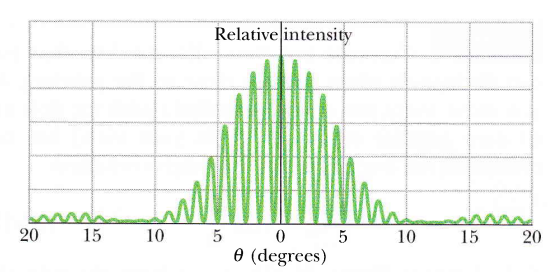 Relative intensity
20 15 10 5 0 5 10 15 20
θ (degrees)